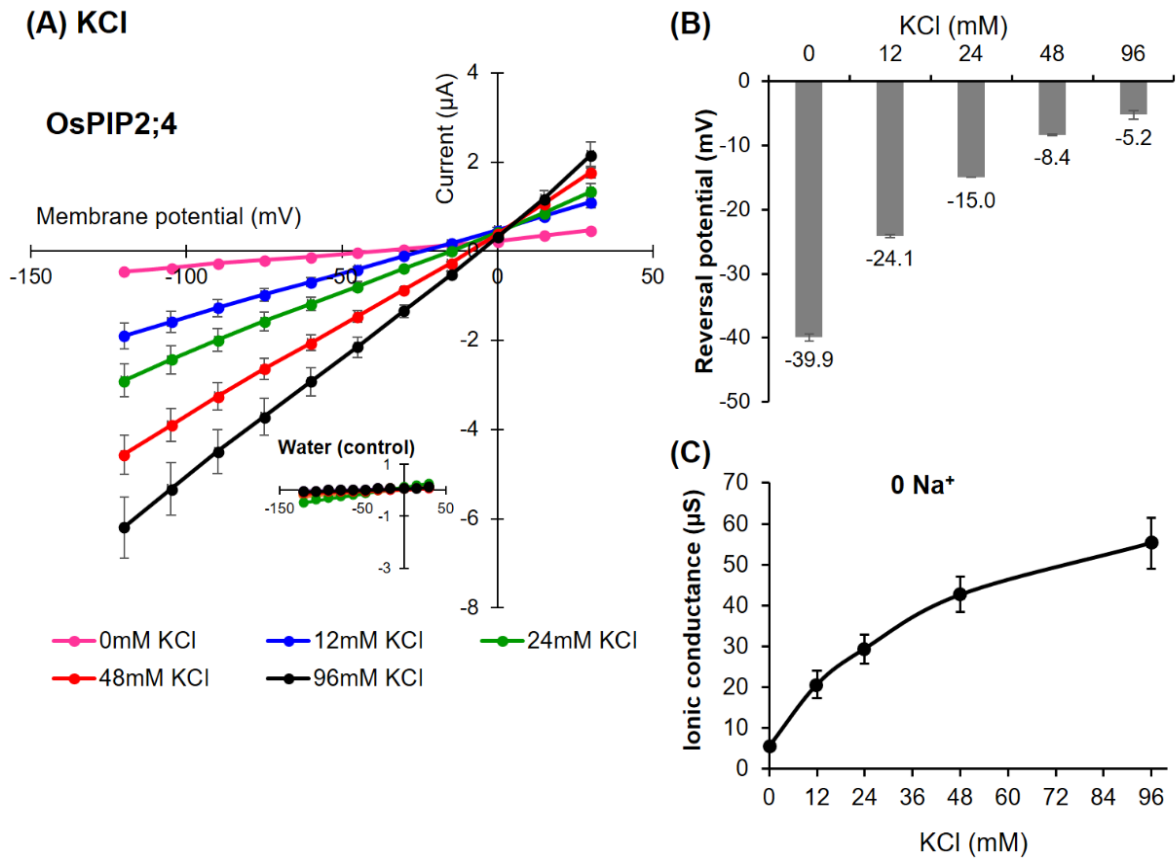 (A) KCl
OsPIP2;4
Current (µA)
4
2
-2
-4
-6
-8
Membrane potential (mV)
-150
-100
-50
0
50
Water (control)
1
-1
-3
-150
-50
50
0mM KCl
12mM KCl
24mM KCl
48mM KCl
96mM KCl
(B)
KCl (mM)
0
12
24
48
96
Reversal potential (mV)
0
-10
-20
-30
-40
-50
-39.9
-24.1
-15.0
-8.4
-5.2
(C)
0 Na⁺
Ionic conductance (µS)
70
60
50
40
30
20
10
0
0
12
24
36
48
60
72
84
96
KCl (mM)